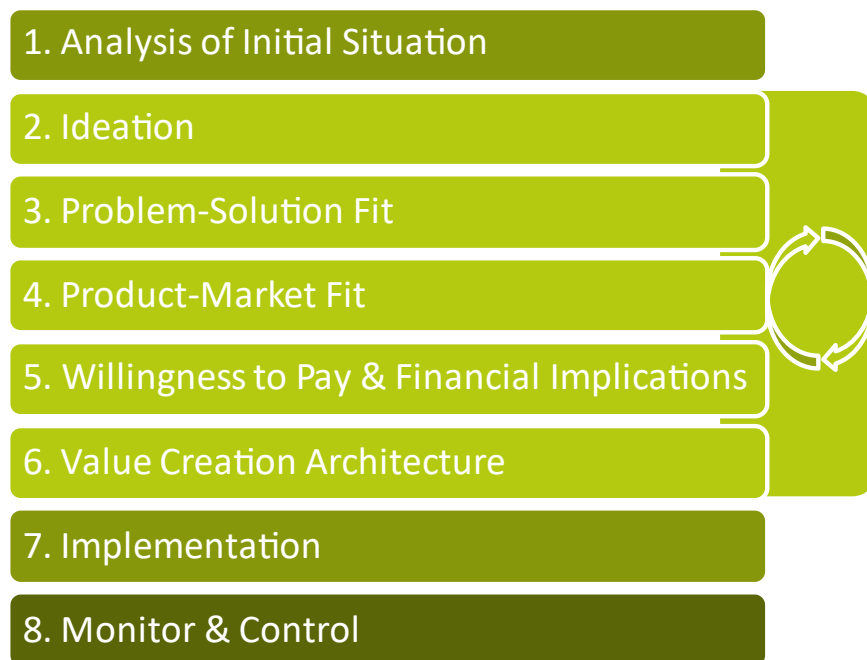 1. Analysis of Initial Situation
2. Ideation
3. Problem-Solution Fit
4. Product-Market Fit
5. Willingness to Pay & Financial Implications
6. Value Creation Architecture
7. Implementation
8. Monitor & Control